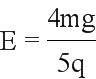 E = 4mg/5q